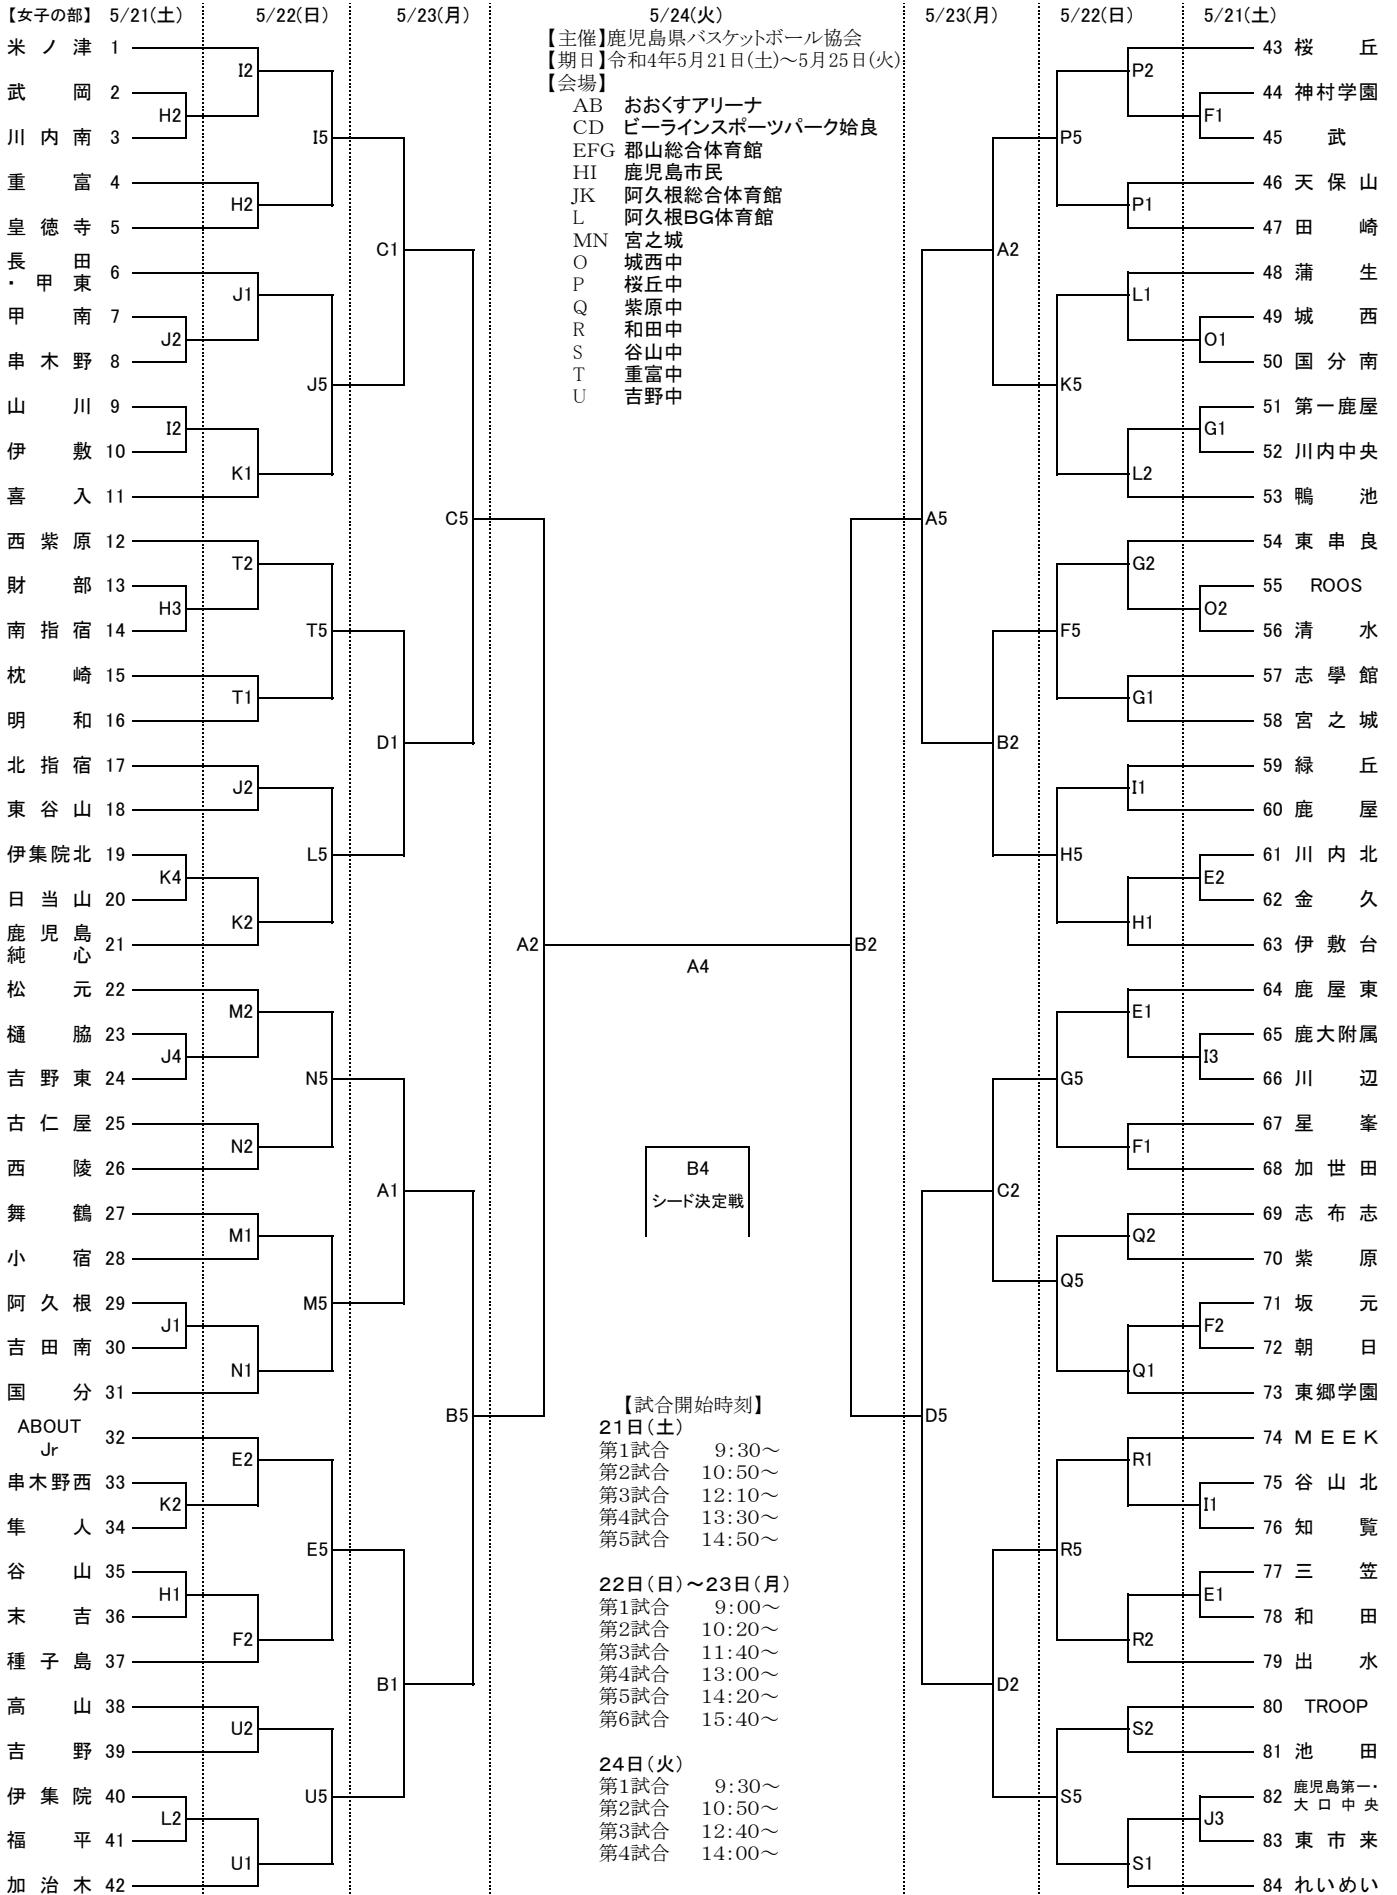 【女子の部】 5/21(土) 5/22(日) 5/23(月) 5/24(火) 5/23(月) 5/22(日) 5/21(土)
【主催】鹿児島県バスケットボール協会
【期日】令和4年5月21日(土)～5月25日(火)
【会場】
AB おおくすアリーナ
CD ビーラインスポーツパーク姶良
EFG 郡山総合体育館
HI 鹿児島市民
JK 阿久根総合体育館
L 阿久根BG体育館
MN 宮之城
O 城西中
P 桜丘中
Q 紫原中
R 和田中
S 谷山中
T 重富中
U 吉野中
米ノ津 1
I2
武岡 2
H2
川内南 3
I5
重富 4
H2
皇徳寺 5
C1
長田・甲東 6
J1
甲南 7
J2
串木野 8
J5
山川 9
I2
伊敷 10
K1
喜入 11
C5
西紫原 12
T2
財部 13
H3
南指宿 14
T5
枕崎 15
T1
明和 16
D1
北指宿 17
J2
東谷山 18
L5
伊集院北 19
K4
日当山 20
K2
鹿児島純心 21
A2
松元 22
M2
樋脇 23
J4
吉野東 24
N5
古仁屋 25
N2
西陵 26
A1
舞鶴 27
M1
小宿 28
M5
阿久根 29
J1
吉田南 30
N1
国分 31
B5
ABOUT Jr 32
E2
串木野西 33
K2
隼人 34
E5
谷山 35
H1
末吉 36
F2
種子島 37
B1
高山 38
U2
吉野 39
U5
伊集院 40
L2
福平 41
U1
加治木 42
A4
B4
シード決定戦
【試合開始時刻】
21日(土)
第1試合 9:30～
第2試合 10:50～
第3試合 12:10～
第4試合 13:30～
第5試合 14:50～
22日(日)～23日(月)
第1試合 9:00～
第2試合 10:20～
第3試合 11:40～
第4試合 13:00～
第5試合 14:20～
第6試合 15:40～
24日(火)
第1試合 9:30～
第2試合 10:50～
第3試合 12:40～
第4試合 14:00～
43 桜丘
P2
44 神村学園
F1
45 武
P5
46 天保山
P1
47 田崎
A2
48 蒲生
L1
49 城西
O1
50 国分南
K5
51 第一鹿屋
G1
52 川内中央
L2
53 鴨池
A5
54 東串良
G2
55 ROOS
O2
56 清水
F5
57 志學館
G1
58 宮之城
B2
59 緑丘
I1
60 鹿屋
H5
61 川内北
E2
62 金久
H1
63 伊敷台
B2
64 鹿屋東
E1
65 鹿大附属
I3
66 川辺
G5
67 星峯
F1
68 加世田
C2
69 志布志
Q2
70 紫原
Q5
71 坂元
F2
72 朝日
Q1
73 東郷学園
D5
74 MEEK
R1
75 谷山北
I1
76 知覧
R5
77 三笠
E1
78 和田
R2
79 出水
D2
80 TROOP
S2
81 池田
S5
82 鹿児島第一・大口中央
J3
83 東市来
S1
84 れいめい